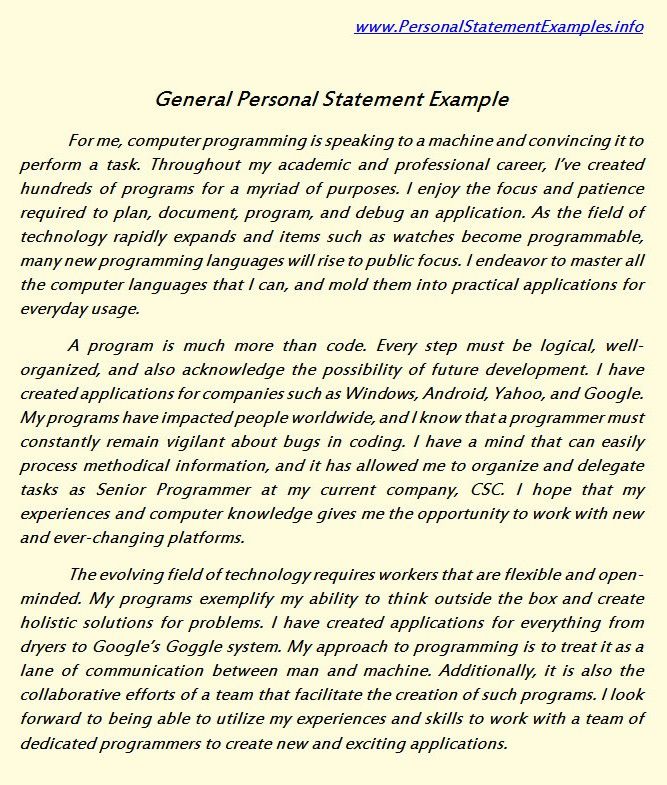 www.PersonalStatementExamples.info
General Personal Statement Example
For me, computer programming is speaking to a machine and convincing it to
perform a task. Throughout my academic and professional career, I've created
hundreds of programs for a myriad of purposes. I enjoy the focus and patience
required to plan, document, program, and debug an application. As the field of
technology rapidly expands and items such as watches become programmable,
many new programming languages will rise to public focus. I endeavor to master all
the computer languages that I can, and mold them into practical applications for
everyday usage.
A program is much more than code. Every step must be logical, well-
organized, and also acknowledge the possibility of future development. I have
created applications for companies such as Windows, Android, Yahoo, and Google.
My programs have impacted people worldwide, and I know that a programmer must
constantly remain vigilant about bugs in coding. I have a mind that can easily
process methodical information, and it has allowed me to organize and delegate
tasks as Senior Programmer at my current company, CSC. I hope that my
experiences and computer knowledge gives me the opportunity to work with new
and ever-changing platforms.
The evolving field of technology requires workers that are flexible and open-
minded. My programs exemplify my ability to think outside the box and create
holistic solutions for problems. I have created applications for everything from
dryers to Google's Goggle system. My approach to programming is to treat it as a
lane of communication between man and machine. Additionally, it is also the
collaborative efforts of a team that facilitate the creation of such programs. I look
forward to being able to utilize my experiences and skills to work with a team of
dedicated programmers to create new and exciting applications.